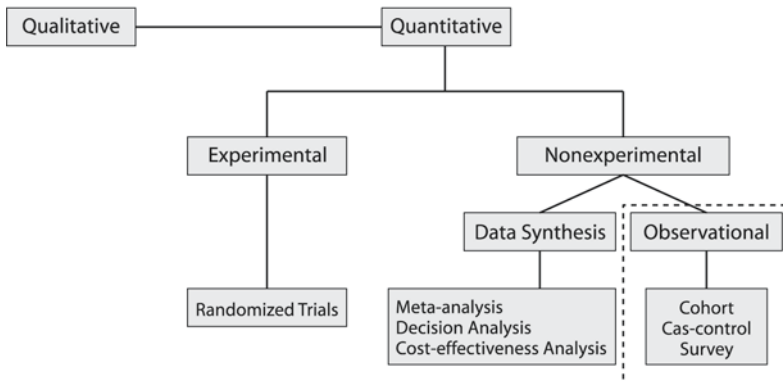 Qualitative
Quantitative
Experimental
Nonexperimental
Data Synthesis
Observational
Randomized Trials
Meta-analysis
Decision Analysis
Cost-effectiveness Analysis
Cohort
Cas-control
Survey